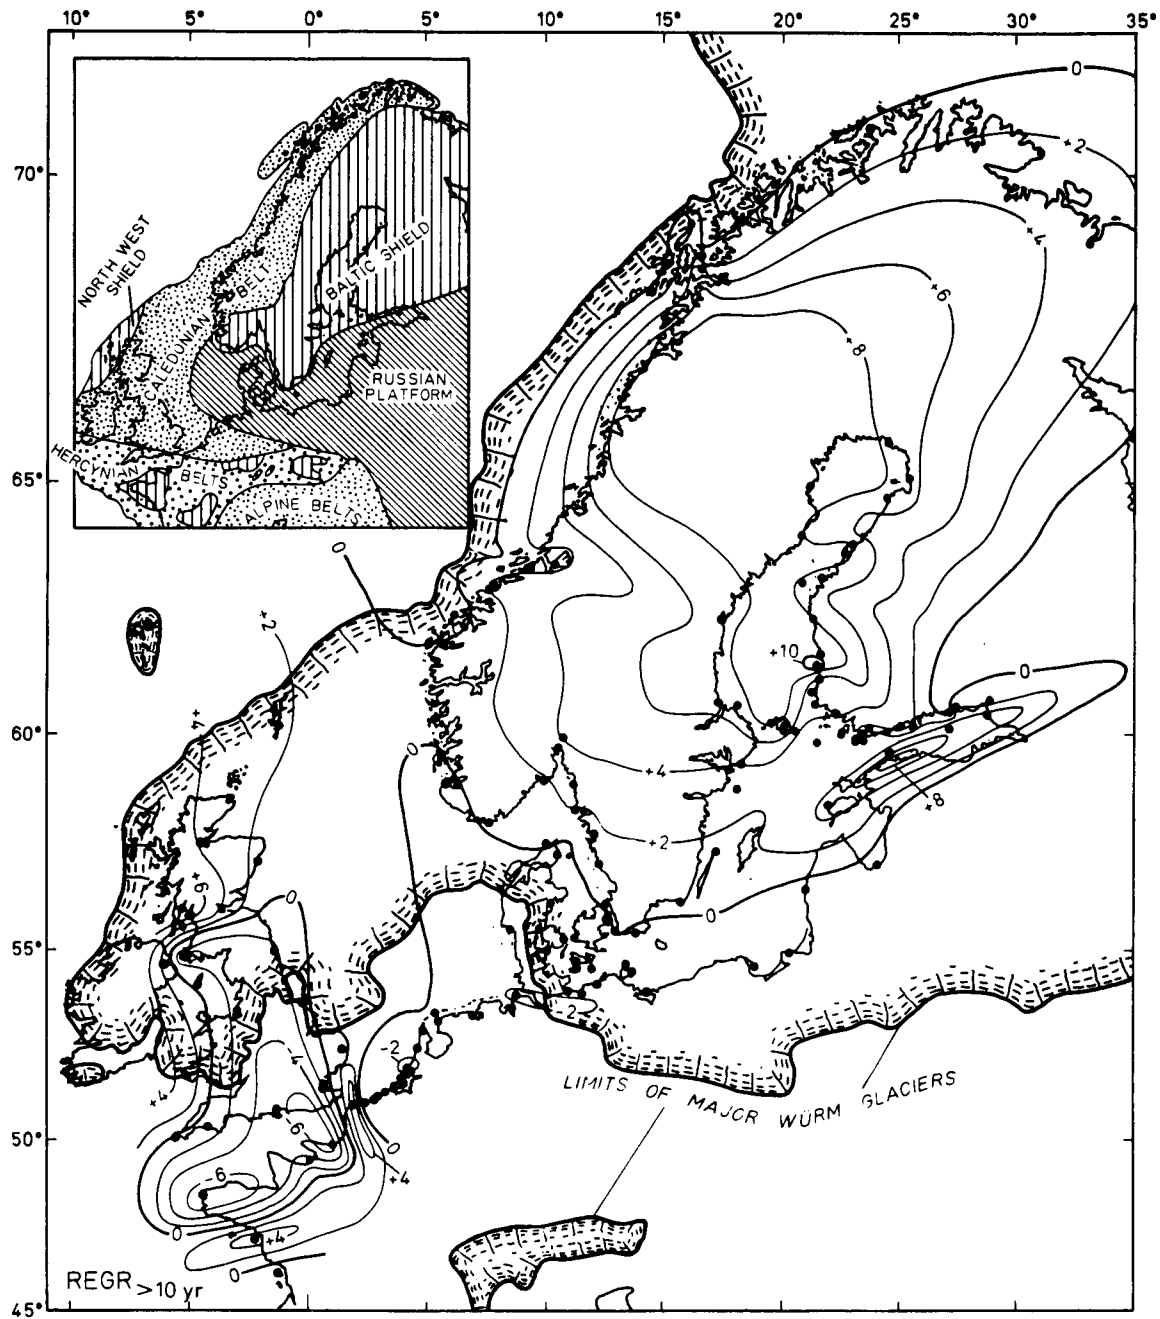 10° 5° 0° 5° 10° 15° 20° 25° 30° 35°
0
+2
70°
+4
NORTH WEST
SHIELD
BELT
BALTIC SHIELD
+6
CALEDONIAN
+8
RUSSIAN
PLATFORM
HERCYNIAN
BELTS
65°
ALPINE BELTS
0
+2
+10
0
+4
60°
0
+4
+8
+2
+6
0
0
55°
-4
-2
-2
-4
LIMITS OF MAJOR WÜRM GLACIERS
+4
-6
50°
0
+4
-6
0
+4
0
REGR >10 yr
45°